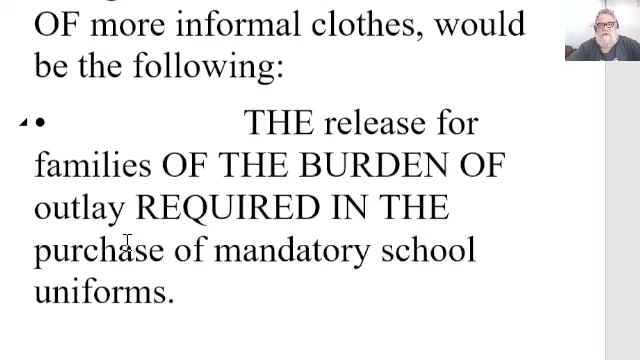 OF more informal clothes, would
be the following:
• THE release for
families OF THE BURDEN OF
outlay REQUIRED IN THE
purchase of mandatory school
uniforms.